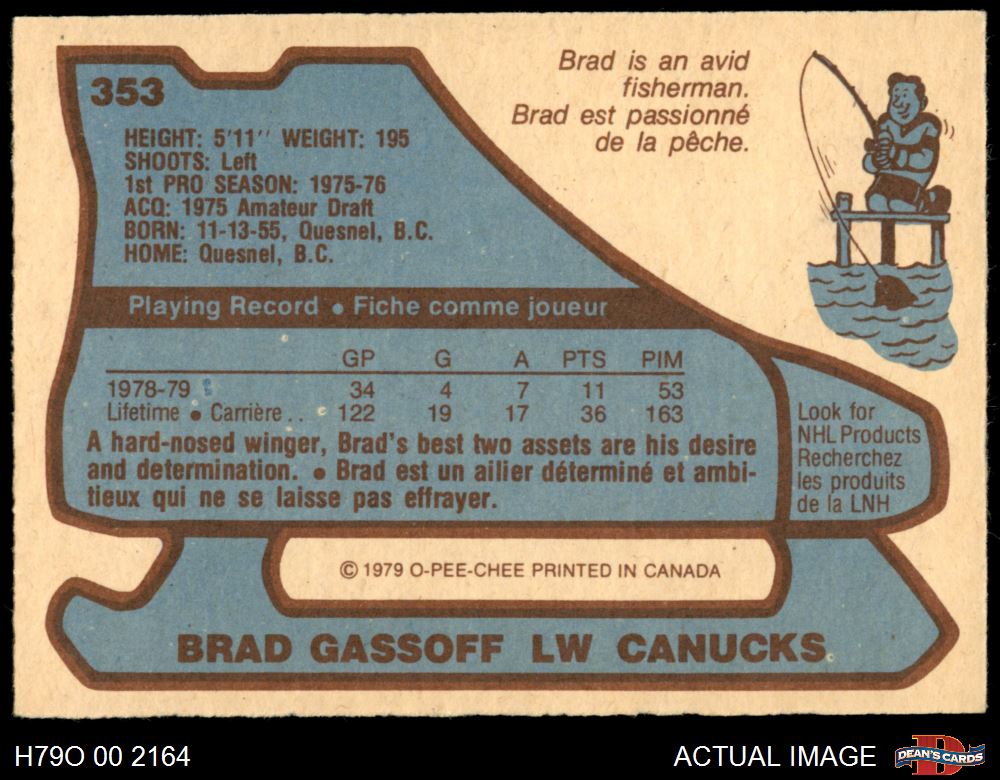 353
Brad is an avid
fisherman.
Brad est passionné
de la pêche.
HEIGHT: 5'11'' WEIGHT: 195
SHOOTS: Left
1st PRO SEASON: 1975-76
ACQ: 1975 Amateur Draft
BORN: 11-13-55, Quesnel, B.C.
HOME: Quesnel, B.C.
Playing Record • Fiche comme joueur
GP G A PTS PIM
1978-79 34 4 7 11 53
Lifetime • Carrière . . 122 19 17 36 163
A hard-nosed winger, Brad's best two assets are his desire
and determination. • Brad est un ailier déterminé et ambi-
tieux qui ne se laisse pas effrayer.
Look for
NHL Products
Recherchez
les produits
de la LNH
© 1979 O-PEE-CHEE PRINTED IN CANADA
BRAD GASSOFF LW CANUCKS
H79O 00 2164
ACTUAL IMAGE
DEAN'S CARDS